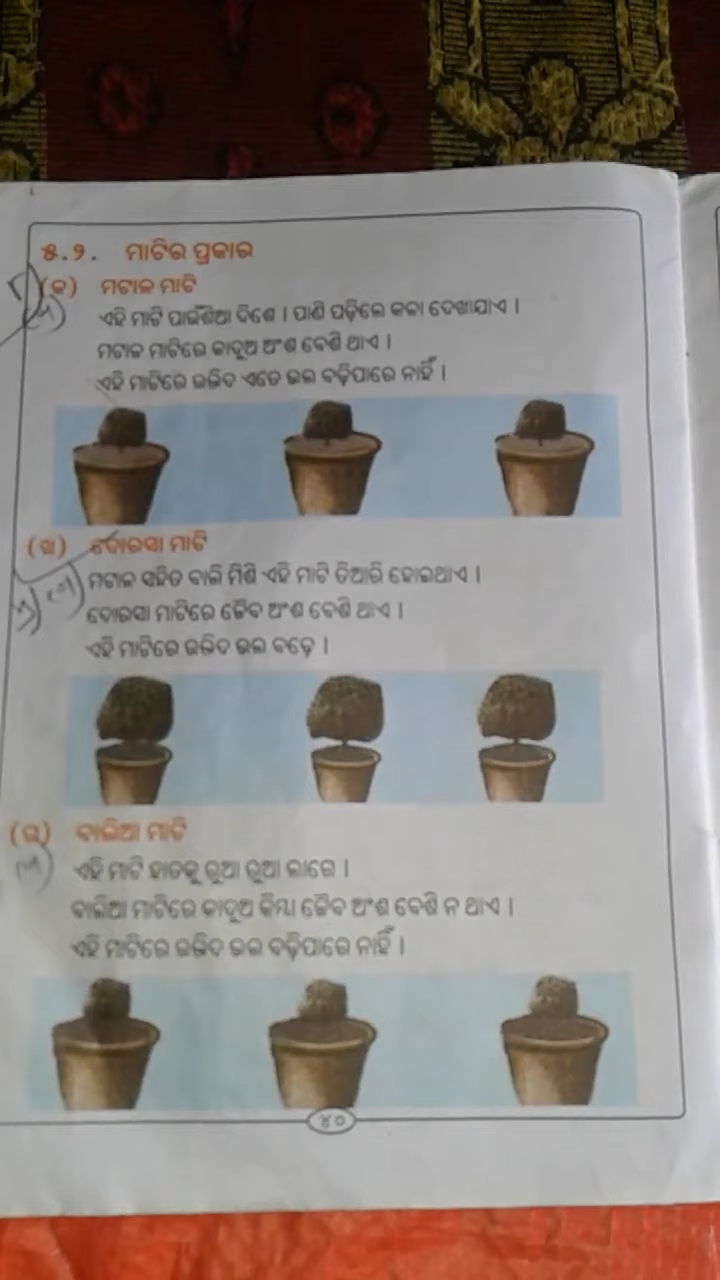 ୫.୨. ମାଟିର ପ୍ରକାର
(କ) ମଟାଳ ମାଟି
ଏହି ମାଟି ପାଉଁଶିଆ ଦିଶେ । ପାଣି ପଡ଼ିଲେ କଳା ଦେଖାଯାଏ ।
ମଟାଳ ମାଟିରେ କାଦୁଅ ଅଂଶ ବେଶି ଥାଏ ।
ଏହି ମାଟିରେ ଉଦ୍ଭିଦ ଏତେ ଭଲ ବଢ଼ିପାରେ ନାହିଁ ।
(ଖ) ଦୋରସା ମାଟି
ମଟାଳ ସହିତ ବାଲି ମିଶି ଏହି ମାଟି ତିଆରି ହୋଇଥାଏ ।
ଦୋରସା ମାଟିରେ ଜୈବ ଅଂଶ ବେଶି ଥାଏ ।
ଏହି ମାଟିରେ ଉଦ୍ଭିଦ ଭଲ ବଢ଼େ ।
(ଗ) ବାଲିଆ ମାଟି
ଏହି ମାଟି ହାତକୁ ରୁଆ ରୁଆ ଲାଗେ ।
ବାଲିଆ ମାଟିରେ କାଦୁଅ କିମ୍ବା ଜୈବ ଅଂଶ ବେଶି ନ ଥାଏ ।
ଏହି ମାଟିରେ ଉଦ୍ଭିଦ ଭଲ ବଢ଼ିପାରେ ନାହିଁ ।
୪୦